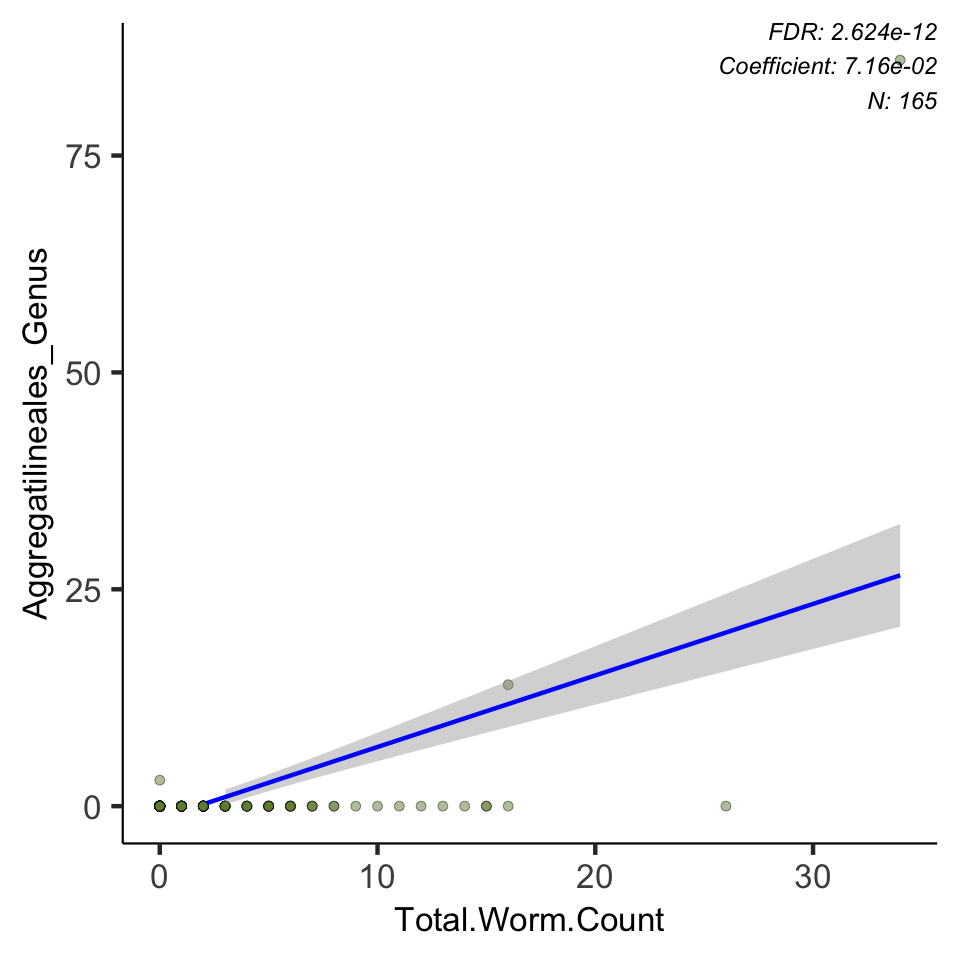 FDR: 2.624e-12
Coefficient: 7.16e-02
N: 165
Aggregatilineales_Genus
75
50
25
0
0
10
20
30
Total.Worm.Count